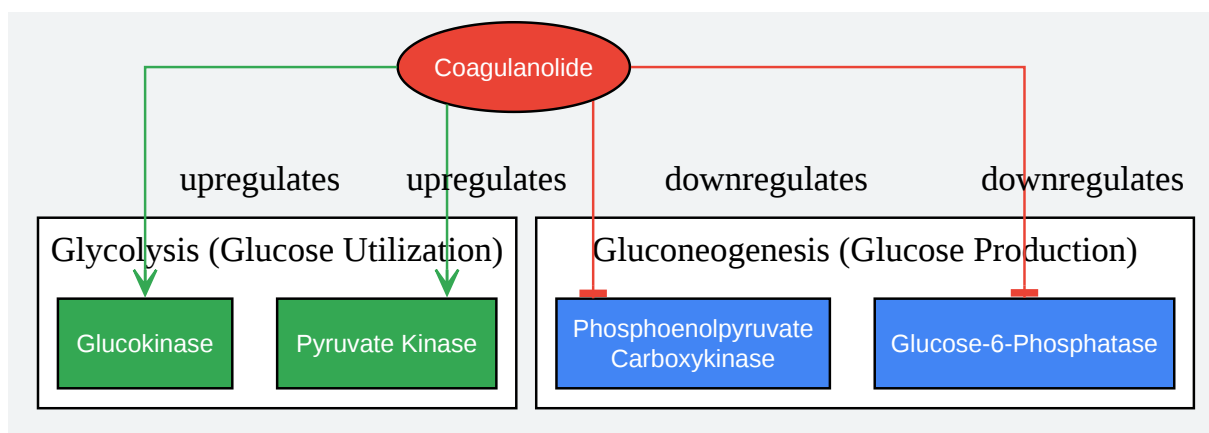 Coagulanolide
upregulates
upregulates
downregulates
downregulates
Glycolysis (Glucose Utilization)
Gluconeogenesis (Glucose Production)
Glucokinase
Pyruvate Kinase
Phosphoenolpyruvate
Carboxykinase
Glucose-6-Phosphatase